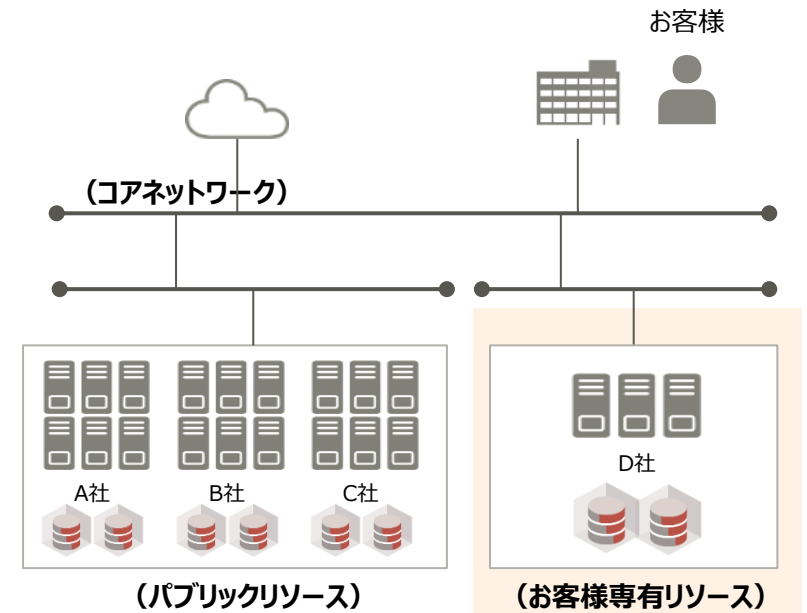 お客様
（コアネットワーク）
A社
B社
C社
D社
（パブリックリソース）
（お客様専有リソース）